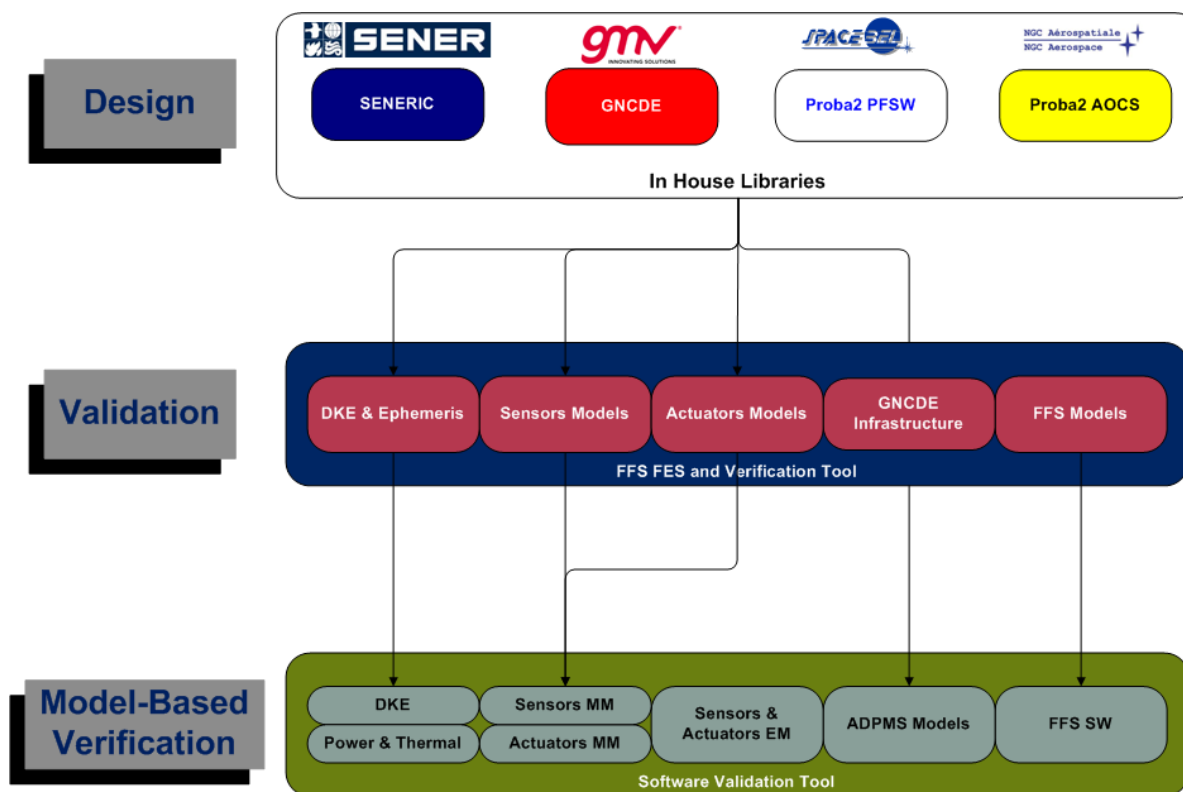 SENER
gmv®
INNOVATING SOLUTIONS
SPACEBEL
NGC Aérospatiale
NGC Aerospace
Design
SENERIC
GNCDE
Proba2 PFSW
Proba2 AOCS
In House Libraries
Validation
DKE & Ephemeris
Sensors Models
Actuators Models
GNCDE
Infrastructure
FFS Models
FFS FES and Verification Tool
Model-Based
Verification
DKE
Power & Thermal
Sensors MM
Actuators MM
Sensors &
Actuators EM
ADPMS Models
FFS SW
Software Validation Tool